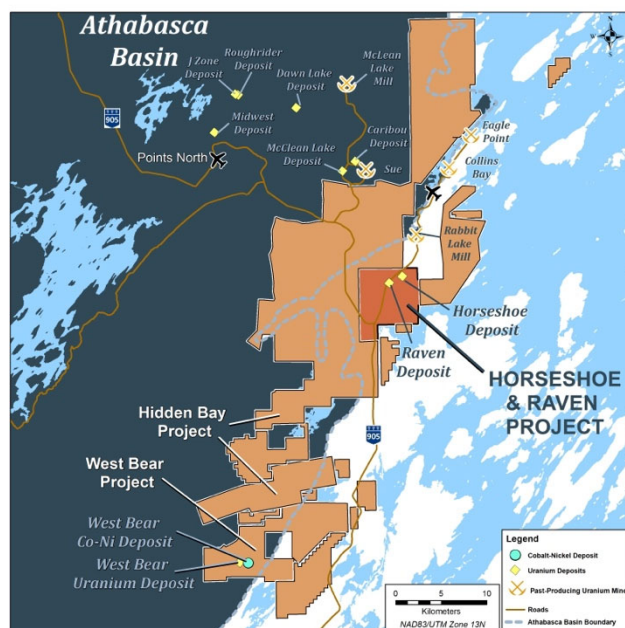 Athabasca
Basin
J Zone
Deposit
Roughrider
Deposit
Dawn Lake
Deposit
McLean
Lake
Mill
905
Midwest
Deposit
Points North
McClean Lake
Deposit
Caribou
Deposit
Sue
Eagle
Point
Collins
Bay
Rabbit
Lake
Mill
Horseshoe
Deposit
Raven
Deposit
HORSESHOE
& RAVEN
PROJECT
Hidden Bay
Project
905
West Bear
Project
West Bear
Co-Ni Deposit
West Bear
Uranium Deposit
0 5 10
Kilometers
NAD83/UTM Zone 13N
Legend
Cobalt-Nickel Deposit
Uranium Deposits
Past-Producing Uranium Mine
Roads
Athabasca Basin Boundary